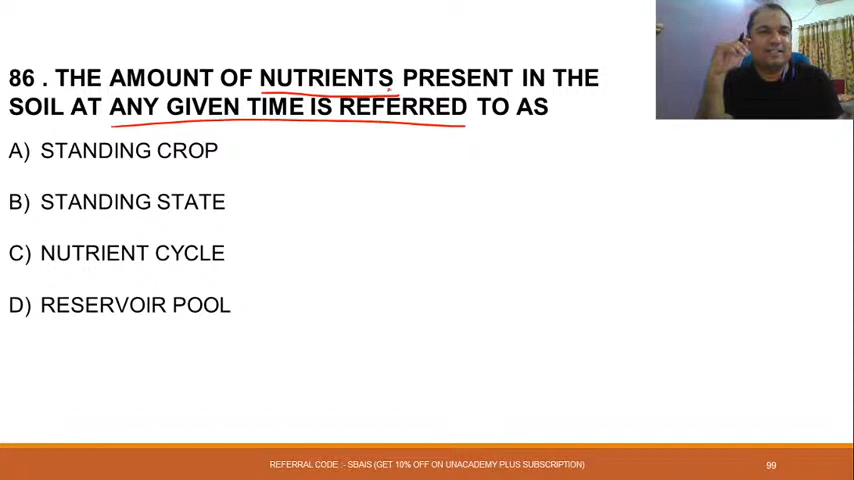 86 . THE AMOUNT OF NUTRIENTS PRESENT IN THE
SOIL AT ANY GIVEN TIME IS REFERRED TO AS
A) STANDING CROP
B) STANDING STATE
C) NUTRIENT CYCLE
D) RESERVOIR POOL
REFERRAL CODE :- SBAIS (GET 10% OFF ON UNACADEMY PLUS SUBSCRIPTION)
99